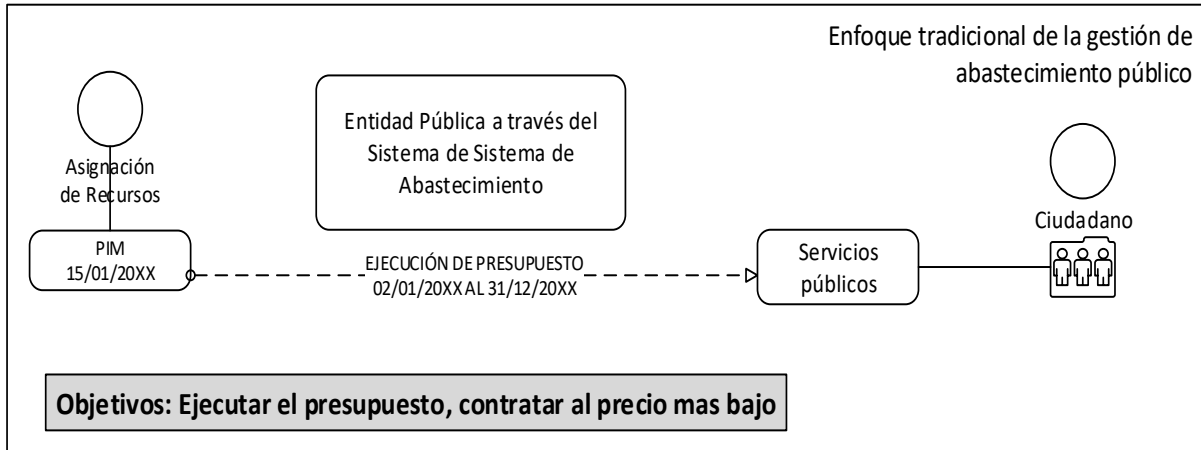 Enfoque tradicional de la gestión de
abastecimiento público
Entidad Pública a través del
Sistema de Sistema de
Abastecimiento
Asignación
de Recursos
PIM
15/01/20XX
EJECUCIÓN DE PRESUPUESTO
02/01/20XX AL 31/12/20XX
Servicios
públicos
Ciudadano
Objetivos: Ejecutar el presupuesto, contratar al precio mas bajo